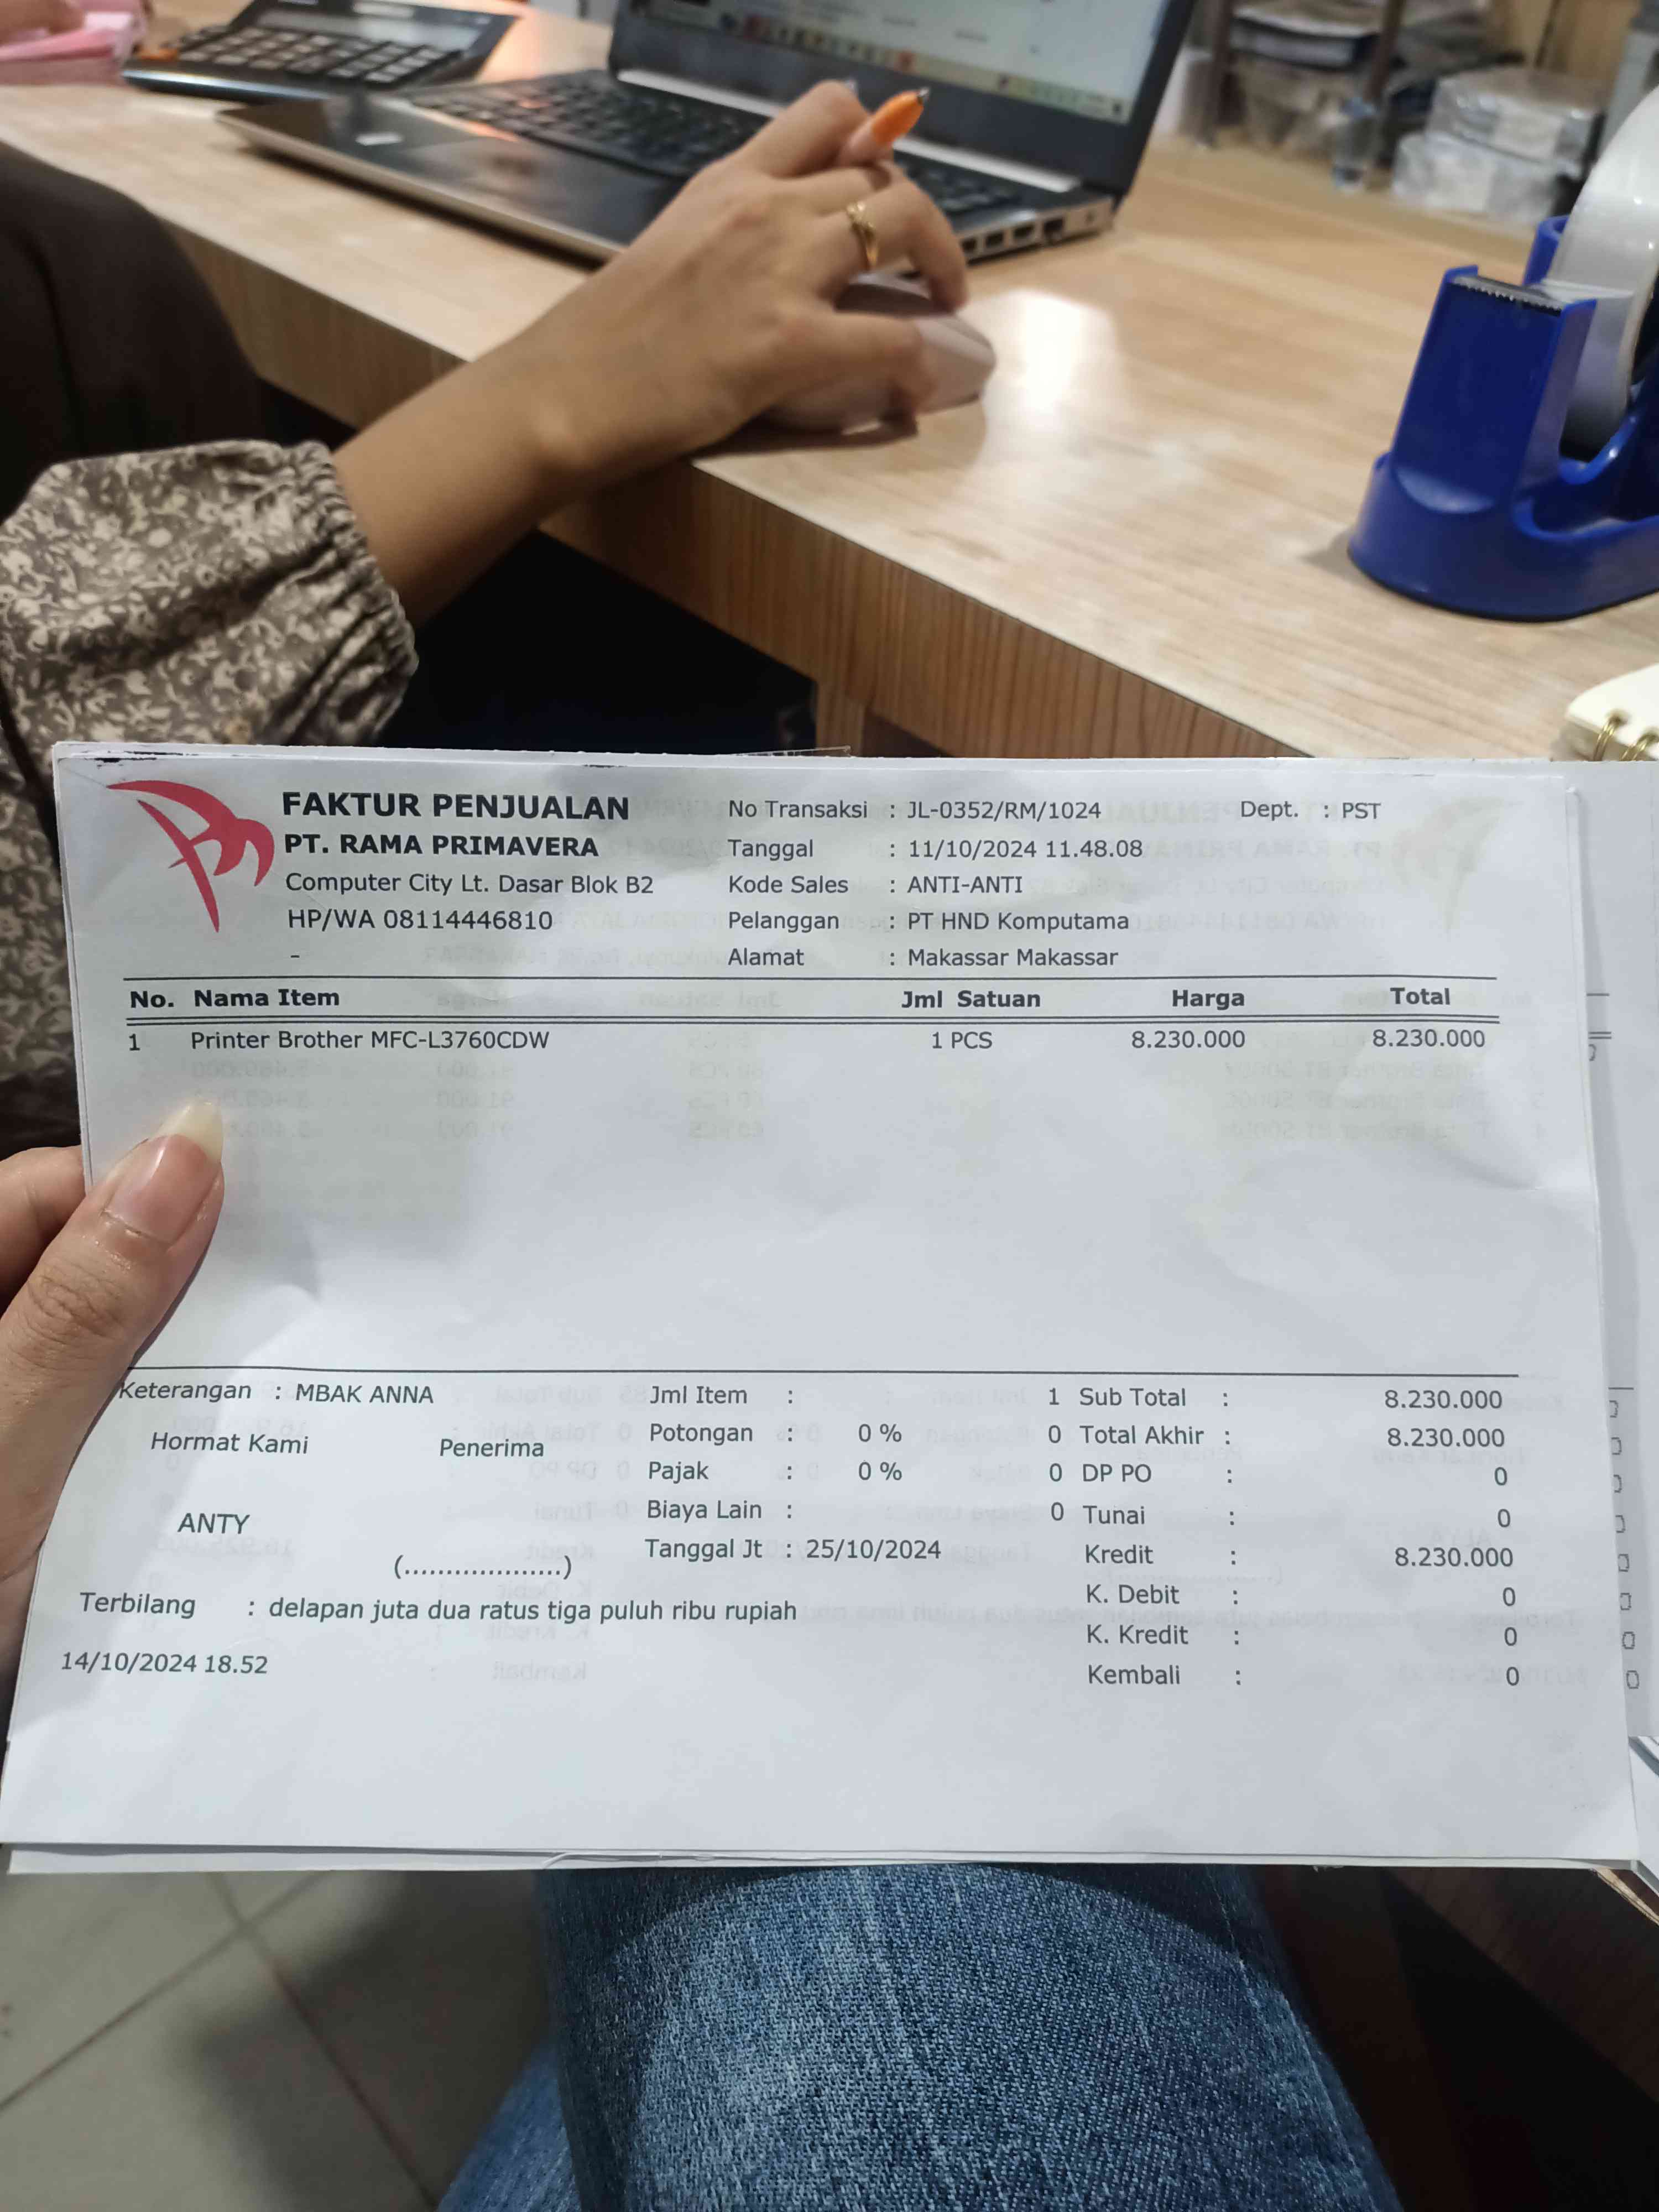 FAKTUR PENJUALAN
PT. RAMA PRIMAVERA
Computer City Lt. Dasar Blok B2
HP/WA 08114446810
-
No Transaksi : JL-0352/RM/1024 Dept. : PST
Tanggal : 11/10/2024 11.48.08
Kode Sales : ANTI-ANTI
Pelanggan : PT HND Komputama
Alamat : Makassar Makassar
No. Nama Item Jml Satuan Harga Total
1 Printer Brother MFC-L3760CDW 1 PCS 8.230.000 8.230.000
Keterangan : MBAK ANNA
Hormat Kami Penerima
ANTY
(...................)
Jml Item : 1
Potongan : 0 % 0
Pajak : 0 % 0
Biaya Lain : 0
Tanggal Jt : 25/10/2024
Sub Total : 8.230.000
Total Akhir : 8.230.000
DP PO : 0
Tunai : 0
Kredit : 8.230.000
K. Debit : 0
K. Kredit : 0
Kembali : 0
Terbilang : delapan juta dua ratus tiga puluh ribu rupiah
14/10/2024 18.52